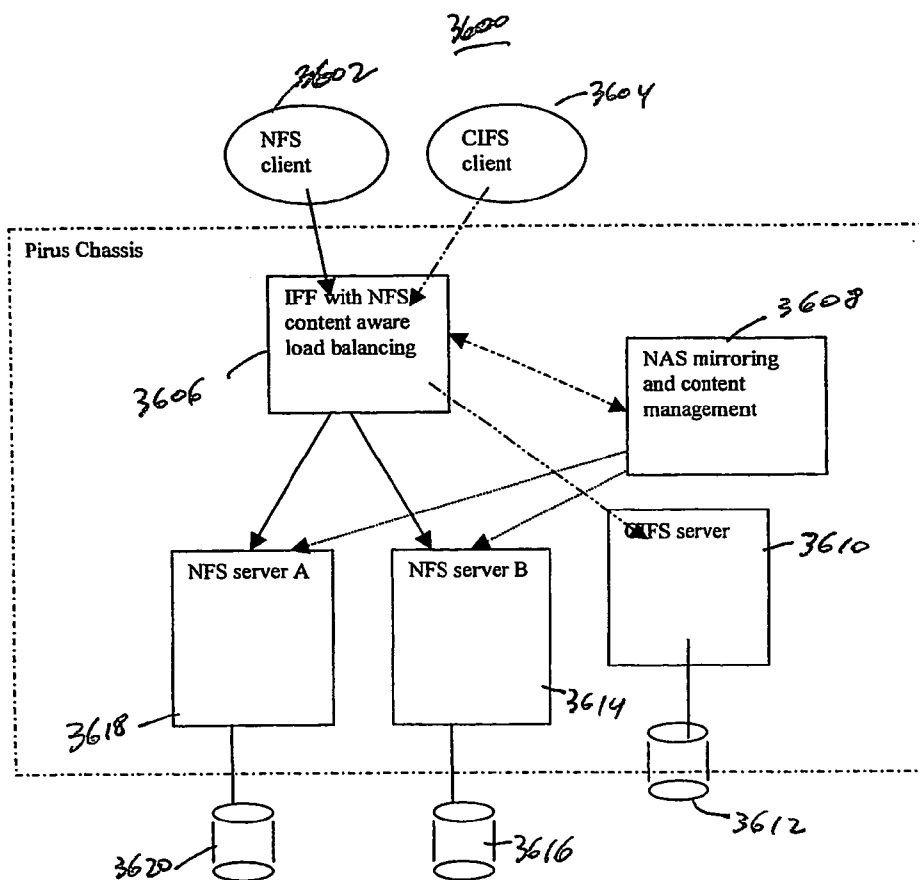 3600
3602
3604
NFS
client
CIFS
client
Pirus Chassis
IFF with NFS
content aware
load balancing
3608
3606
NAS mirroring
and content
management
CIFS server
3610
NFS server A
NFS server B
3618
3614
3612
3620
3616